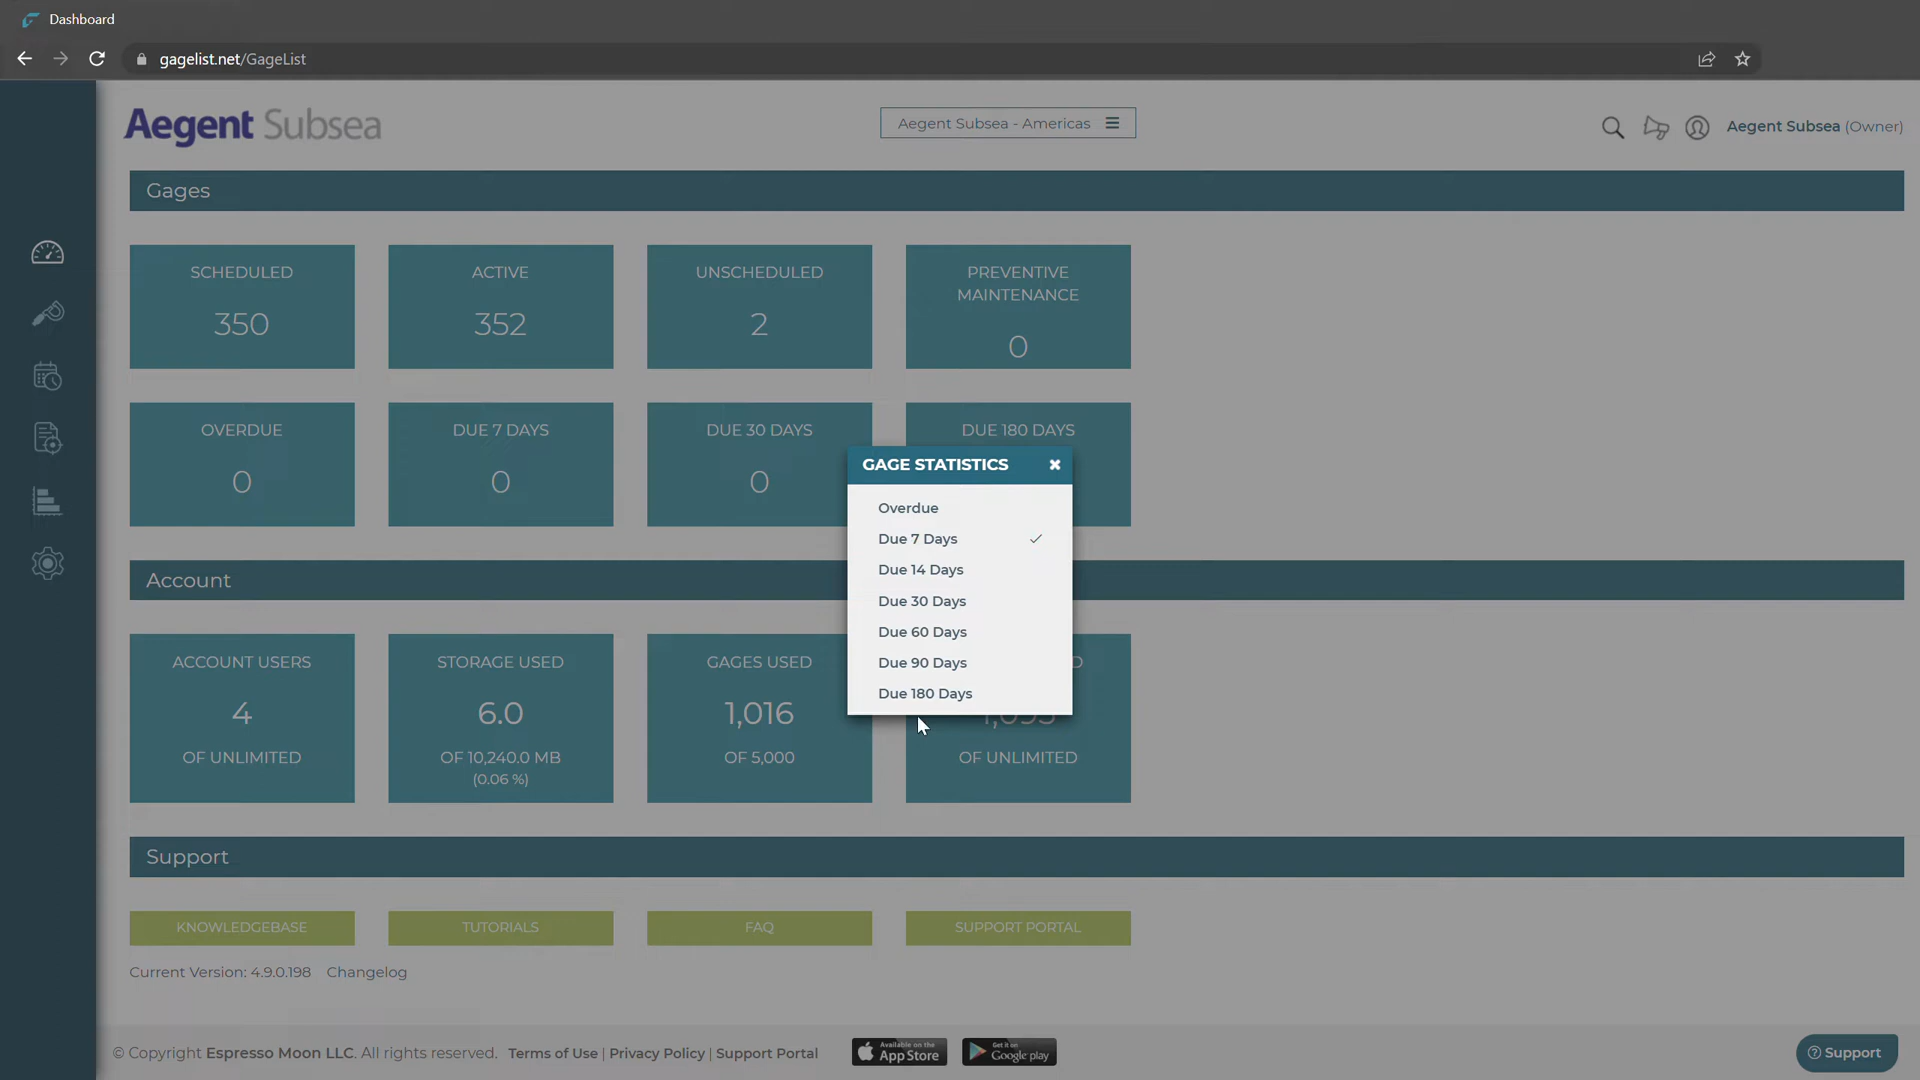 Dashboard
gagelist.net/GageList
Aegent Subsea
Aegent Subsea - Americas
Aegent Subsea (Owner)
Gages
SCHEDULED
350
ACTIVE
352
UNSCHEDULED
2
PREVENTIVE
MAINTENANCE
0
OVERDUE
0
DUE 7 DAYS
0
DUE 30 DAYS
0
DUE 180 DAYS
GAGE STATISTICS
Overdue
Due 7 Days
Due 14 Days
Due 30 Days
Due 60 Days
Due 90 Days
Due 180 Days
Account
ACCOUNT USERS
4
OF UNLIMITED
STORAGE USED
6.0
OF 10,240.0 MB
(0.06 %)
GAGES USED
1,016
OF 5,000
OF UNLIMITED
Support
KNOWLEDGEBASE
TUTORIALS
FAQ
SUPPORT PORTAL
Current Version: 4.9.0.198 Changelog
© Copyright Espresso Moon LLC. All rights reserved. Terms of Use | Privacy Policy | Support Portal
Available on the
App Store
Get it on
Google play
Support